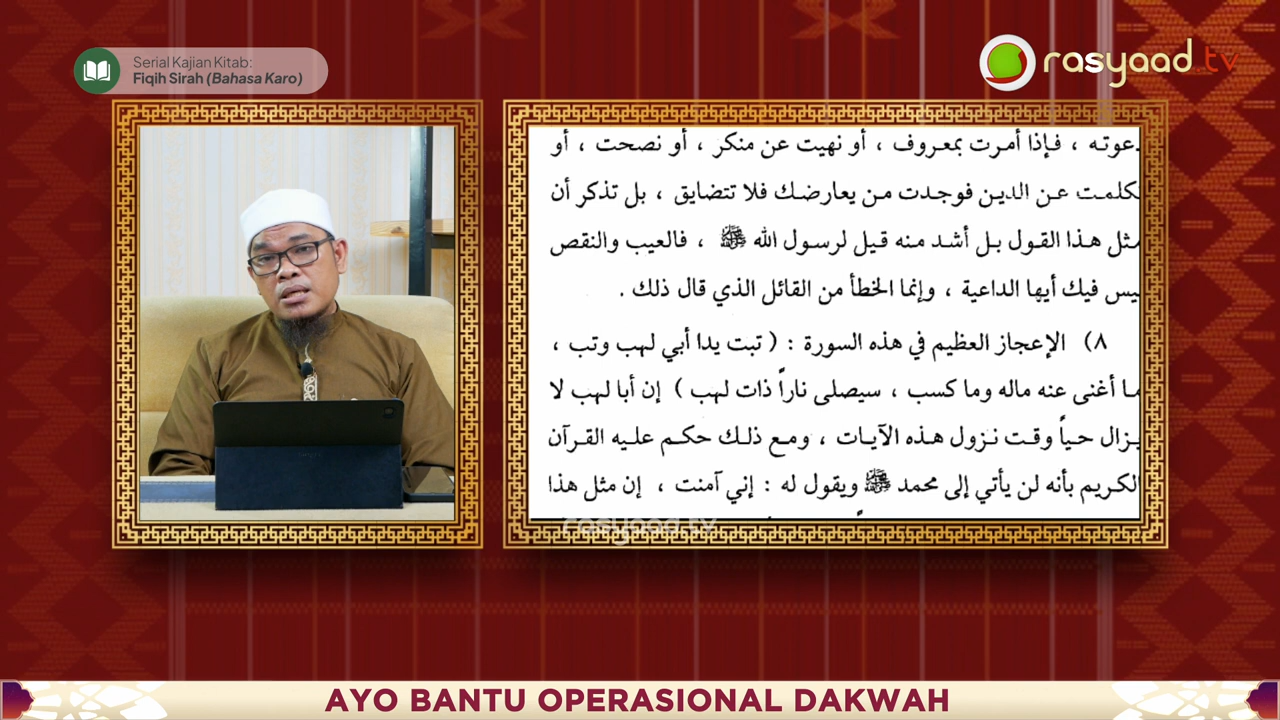 Serial Kajian Kitab:
Fiqih Sirah (Bahasa Karo)
rasyaad.tv
دعوته ، فإذا أمرت بمعروف ، أو نهيت عن منكر ، أو نصحت ، أو
تكلمت عن الدين فوجدت من يعارضك فلا تتضايق ، بل تذكر أن
مثل هذا القول بل أشد منه قيل لرسول الله ﷺ ، فالعيب والنقص
ليس فيك أيها الداعية ، وإنما الخطأ من القائل الذي قال ذلك .
٨) الإعجاز العظيم في هذه السورة : ( تبت يدا أبي لهب وتب ،
ما أغنى عنه ماله وما كسب ، سيصلى ناراً ذات لهب ) إن أبا لهب لا
يزال حياً وقت نزول هذه الآيات ، ومع ذلك حكم عليه القرآن
الكريم بأنه لن يأتي إلى محمد ﷺ ويقول له : إني آمنت ، إن مثل هذا
rasyaad.tv
AYO BANTU OPERASIONAL DAKWAH